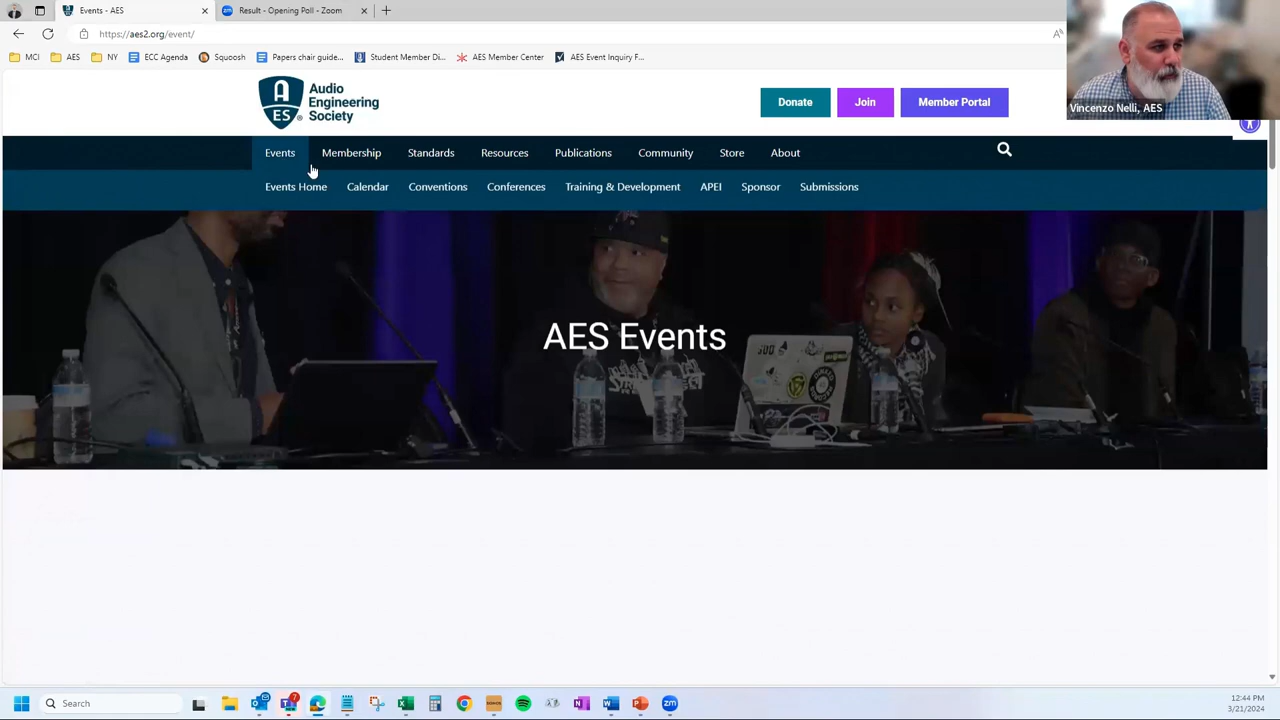 Events - AES
Result - Opening Poll - Zoom
https://aes2.org/event/
MCI
AES
NY
ECC Agenda
Squoosh
Papers chair guide...
Student Member Di...
AES Member Center
AES Event Inquiry F...
Vincenzo Nelli, AES
A
ES
Audio
Engineering
Society
Donate
Join
Member Portal
Events
Membership
Standards
Resources
Publications
Community
Store
About
Events Home
Calendar
Conventions
Conferences
Training & Development
APEI
Sponsor
Submissions
AES Events
Search
7
zm
12:44 PM
3/21/2024